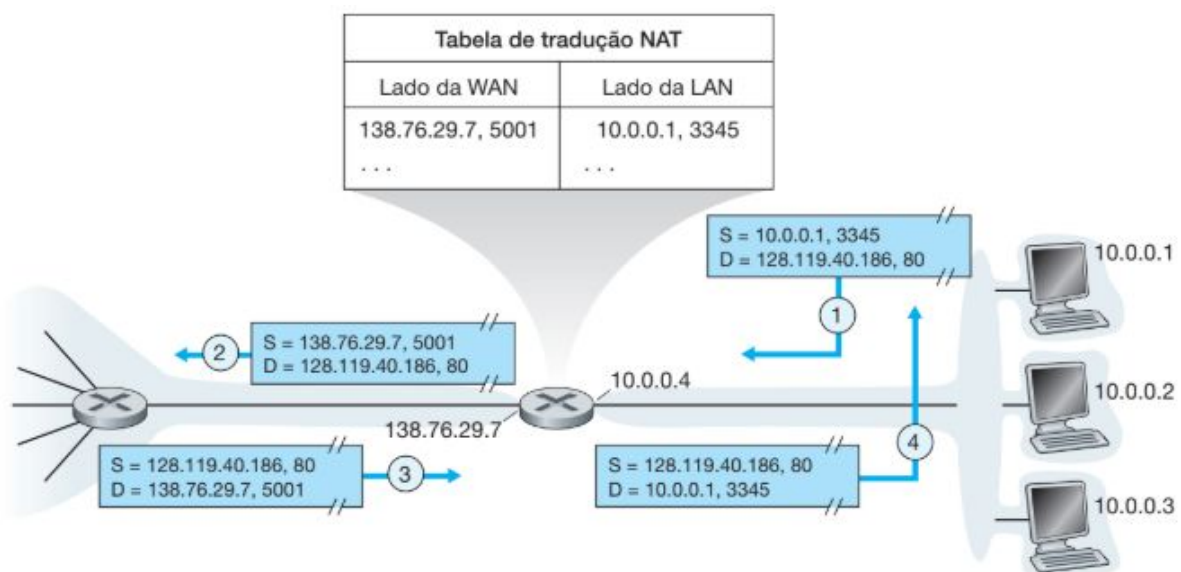 Tabela de tradução NAT
Lado da WAN
Lado da LAN
138.76.29.7, 5001
10.0.0.1, 3345
. . .
. . .
S = 10.0.0.1, 3345
D = 128.119.40.186, 80
10.0.0.1
1
2
S = 138.76.29.7, 5001
D = 128.119.40.186, 80
10.0.0.4
10.0.0.2
138.76.29.7
4
S = 128.119.40.186, 80
D = 138.76.29.7, 5001
3
S = 128.119.40.186, 80
D = 10.0.0.1, 3345
10.0.0.3